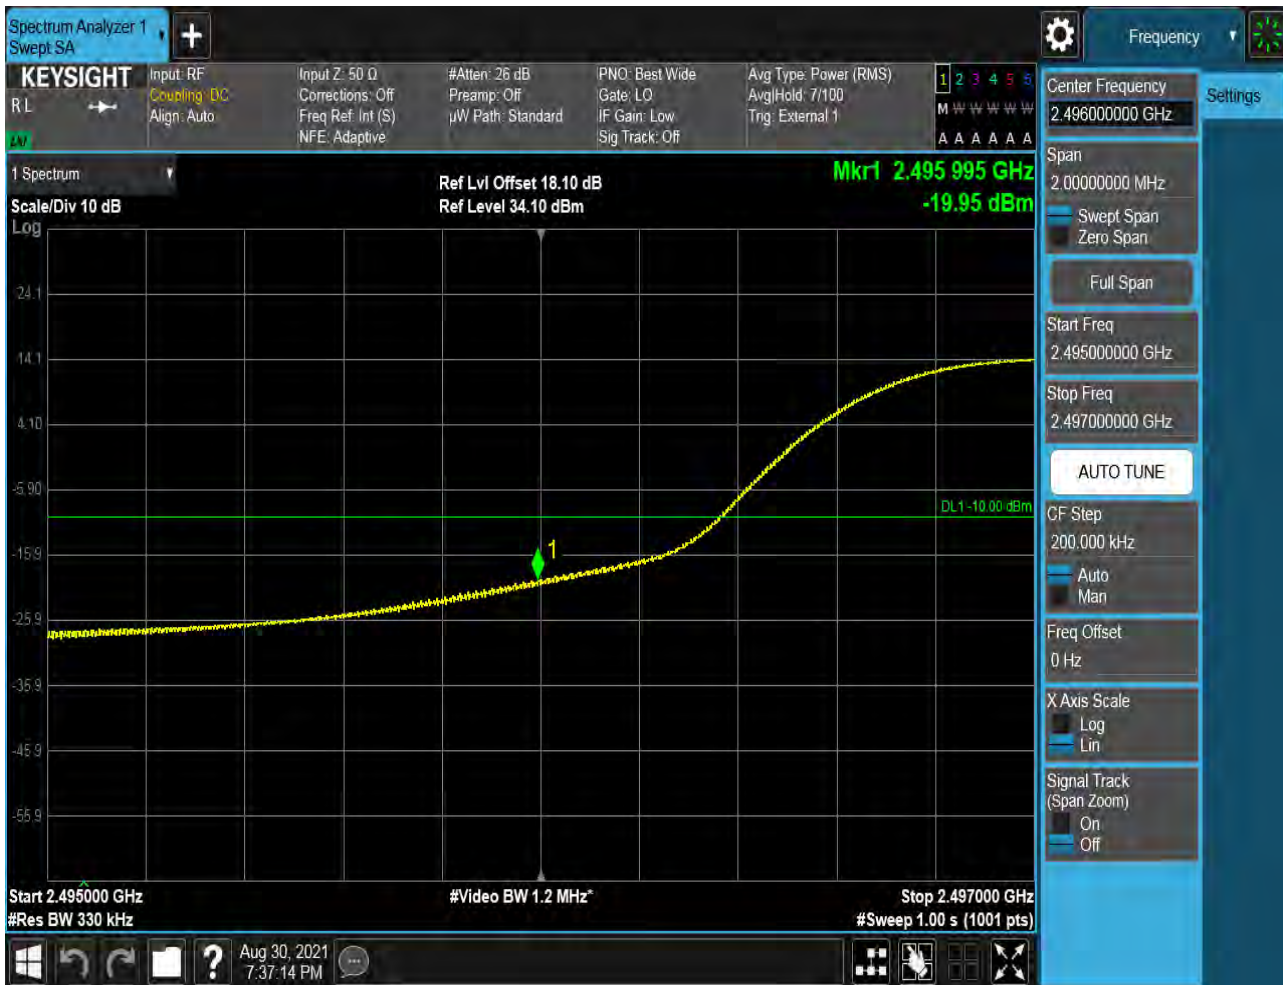 Spectrum Analyzer 1
Swept SA
Frequency
KEYSIGHT
R L
Input: RF
Coupling: DC
Align: Auto
Input Z: 50 Ω
Corrections: Off
Freq Ref: Int (S)
NFE: Adaptive
#Atten: 26 dB
Preamp: Off
µW Path: Standard
PNO: Best Wide
Gate: LO
IF Gain: Low
Sig Track: Off
Avg Type: Power (RMS)
Avg|Hold: 7/100
Trig: External 1
1 2 3 4 5 6
M W W W W W
A A A A A A
1 Spectrum
Scale/Div 10 dB
Ref Lvl Offset 18.10 dB
Ref Level 34.10 dBm
Mkr1 2.495 995 GHz
-19.95 dBm
Log
24.1
14.1
4.10
-5.90
DL1 -10.00 dBm
-15.9
1
-25.9
-35.9
-45.9
-55.9
Start 2.495000 GHz
#Res BW 330 kHz
#Video BW 1.2 MHz*
Stop 2.497000 GHz
#Sweep 1.00 s (1001 pts)
Center Frequency
2.496000000 GHz
Settings
Span
2.00000000 MHz
Swept Span
Zero Span
Full Span
Start Freq
2.495000000 GHz
Stop Freq
2.497000000 GHz
AUTO TUNE
CF Step
200.000 kHz
Auto
Man
Freq Offset
0 Hz
X Axis Scale
Log
Lin
Signal Track
(Span Zoom)
On
Off
?
Aug 30, 2021
7:37:14 PM